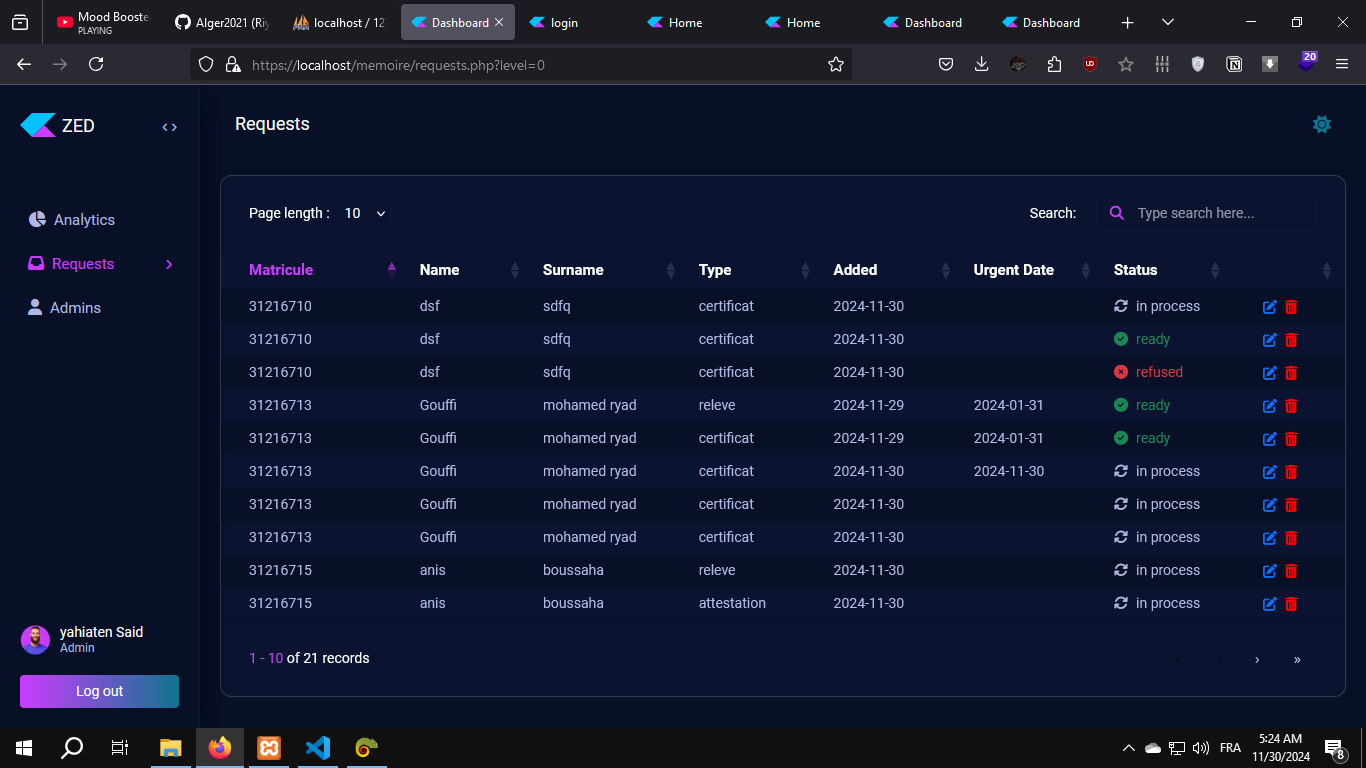 Mood Booste
PLAYING
Alger2021 (Riy
localhost / 12
Dashboard
login
Home
Home
Dashboard
Dashboard
https://localhost/memoire/requests.php?level=0
20
ZED
Requests
Analytics
Requests
Admins
Page length : 10
Search: Type search here...
Matricule Name Surname Type Added Urgent Date Status
31216710 dsf sdfq certificat 2024-11-30 in process
31216710 dsf sdfq certificat 2024-11-30 ready
31216710 dsf sdfq certificat 2024-11-30 refused
31216713 Gouffi mohamed ryad releve 2024-11-29 2024-01-31 ready
31216713 Gouffi mohamed ryad certificat 2024-11-29 2024-01-31 ready
31216713 Gouffi mohamed ryad certificat 2024-11-30 2024-11-30 in process
31216713 Gouffi mohamed ryad certificat 2024-11-30 in process
31216713 Gouffi mohamed ryad certificat 2024-11-30 in process
31216715 anis boussaha releve 2024-11-30 in process
31216715 anis boussaha attestation 2024-11-30 in process
1 - 10 of 21 records
« ‹ › »
yahiaten Said
Admin
Log out
FRA
5:24 AM
11/30/2024
8